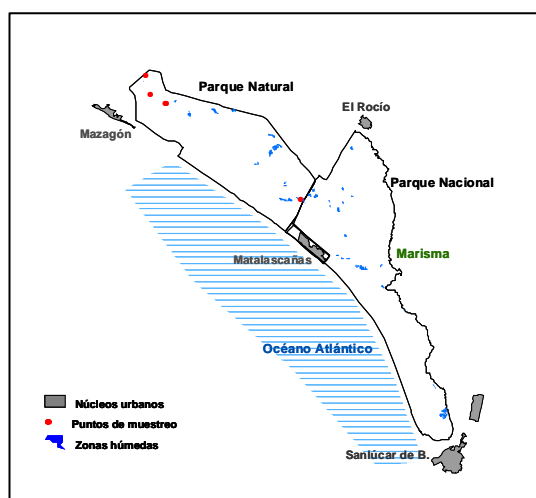 Parque Natural
El Rocío
Mazagón
Parque Nacional
Marisma
Matalascañas
Océano Atlántico
Núcleos urbanos
Puntos de muestreo
Zonas húmedas
Sanlúcar de B.